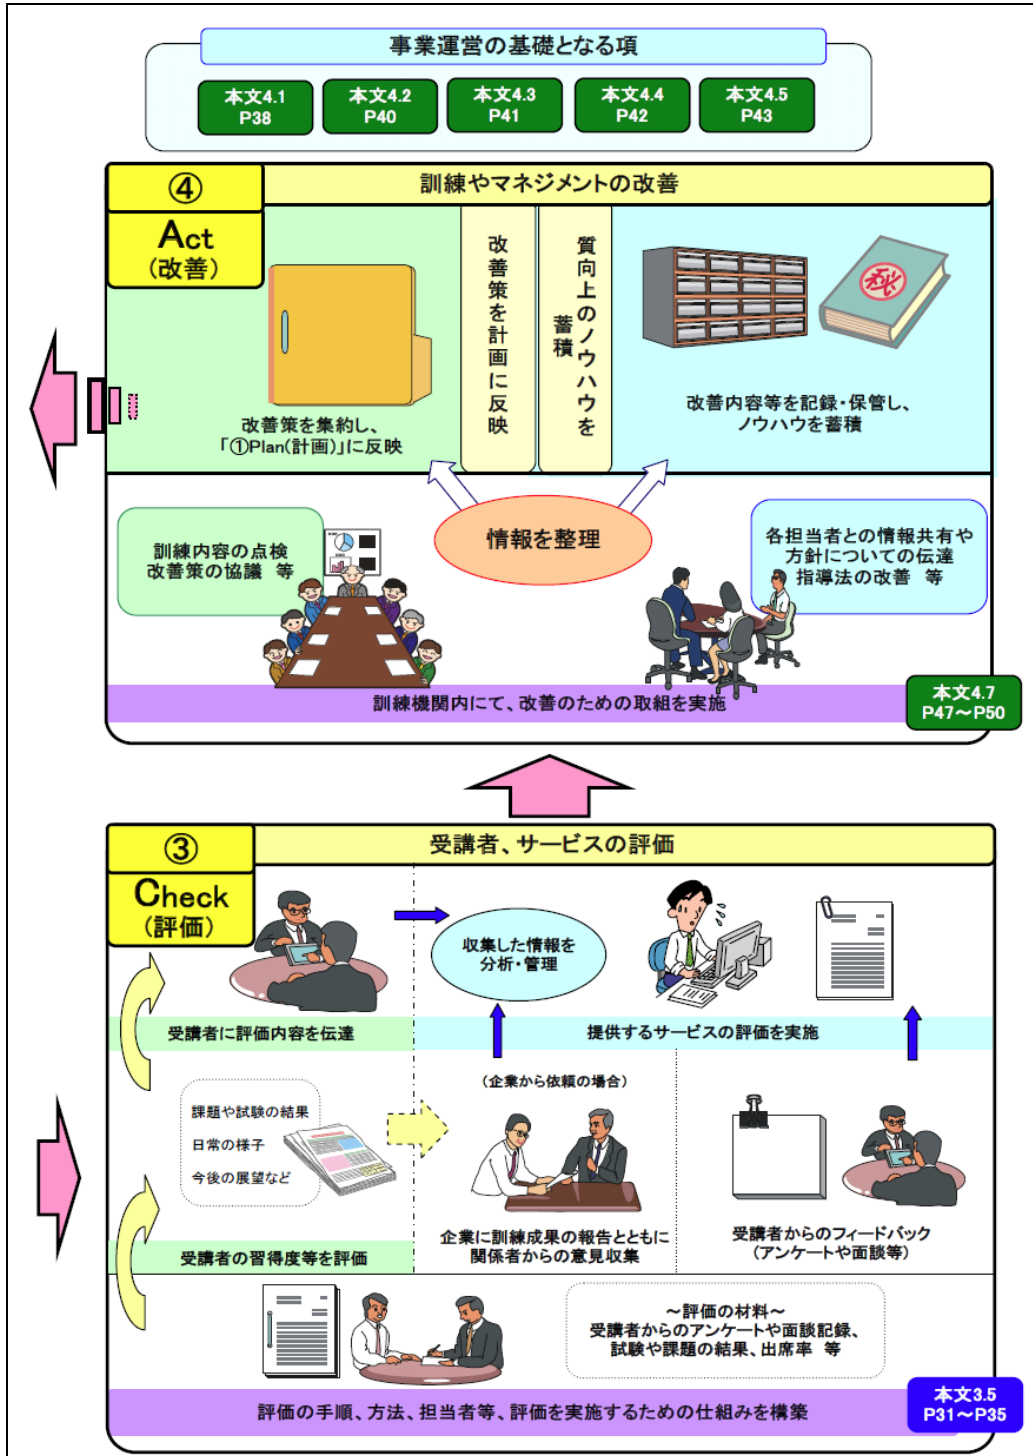 事業運営の基礎となる項
本文4.1
P38
本文4.2
P40
本文4.3
P41
本文4.4
P42
本文4.5
P43
④
Act
(改善)
訓練やマネジメントの改善
改善策を集約し、
「①Plan(計画)」に反映
改善策を計画に反映
質向上のノウハウを
蓄積
改善内容等を記録・保管し、
ノウハウを蓄積
㊙
情報を整理
訓練内容の点検
改善策の協議 等
各担当者との情報共有や
方針についての伝達
指導法の改善 等
訓練機関内にて、改善のための取組を実施
本文4.7
P47～P50
③
Check
(評価)
受講者、サービスの評価
収集した情報を
分析・管理
受講者に評価内容を伝達
提供するサービスの評価を実施
課題や試験の結果
日常の様子
今後の展望など
(企業から依頼の場合)
企業に訓練成果の報告とともに
関係者からの意見収集
受講者からのフィードバック
(アンケートや面談等)
受講者の習得度等を評価
～評価の材料～
受講者からのアンケートや面談記録、
試験や課題の結果、出席率 等
評価の手順、方法、担当者等、評価を実施するための仕組みを構築
本文3.5
P31～P35